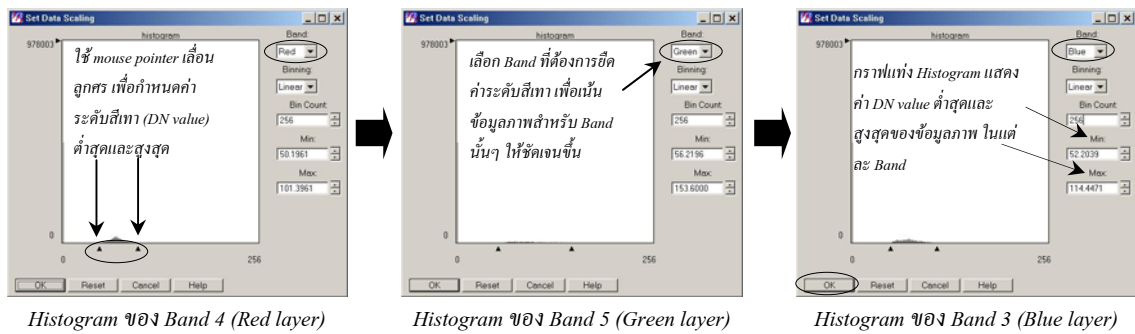 Set Data Scaling
histogram
978003
0
0
256
ใช้ mouse pointer เลื่อน
ลูกศร เพื่อกำหนดค่า
ระดับสีเทา (DN value)
ต่ำสุดและสูงสุด
Band:
Red
Binning:
Linear
Bin Count:
256
Min:
50.1961
Max:
101.3961
OK
Reset
Cancel
Help
Histogram ของ Band 4 (Red layer)
Set Data Scaling
histogram
978003
0
0
256
เลือก Band ที่ต้องการยืด
ค่าระดับสีเทา เพื่อเน้น
ข้อมูลภาพสำหรับ Band
นั้นๆ ให้ชัดเจนขึ้น
Band:
Green
Binning:
Linear
Bin Count:
256
Min:
56.2196
Max:
153.6000
OK
Reset
Cancel
Help
Histogram ของ Band 5 (Green layer)
Set Data Scaling
histogram
978003
0
0
256
กราฟแท่ง Histogram แสดง
ค่า DN value ต่ำสุดและ
สูงสุดของข้อมูลภาพ ในแต่
ละ Band
Band:
Blue
Binning:
Linear
Bin Count:
256
Min:
52.2039
Max:
114.4471
OK
Reset
Cancel
Help
Histogram ของ Band 3 (Blue layer)